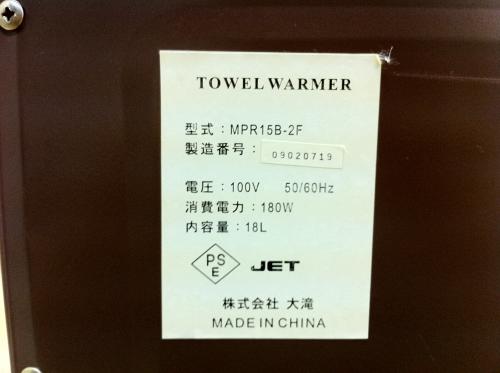 TOWEL WARMER
型式：MPR15B-2F
製造番号：09020719
電圧：100V 50/60Hz
消費電力：180W
内容量：18L
PS E JET
株式会社 大滝
MADE IN CHINA